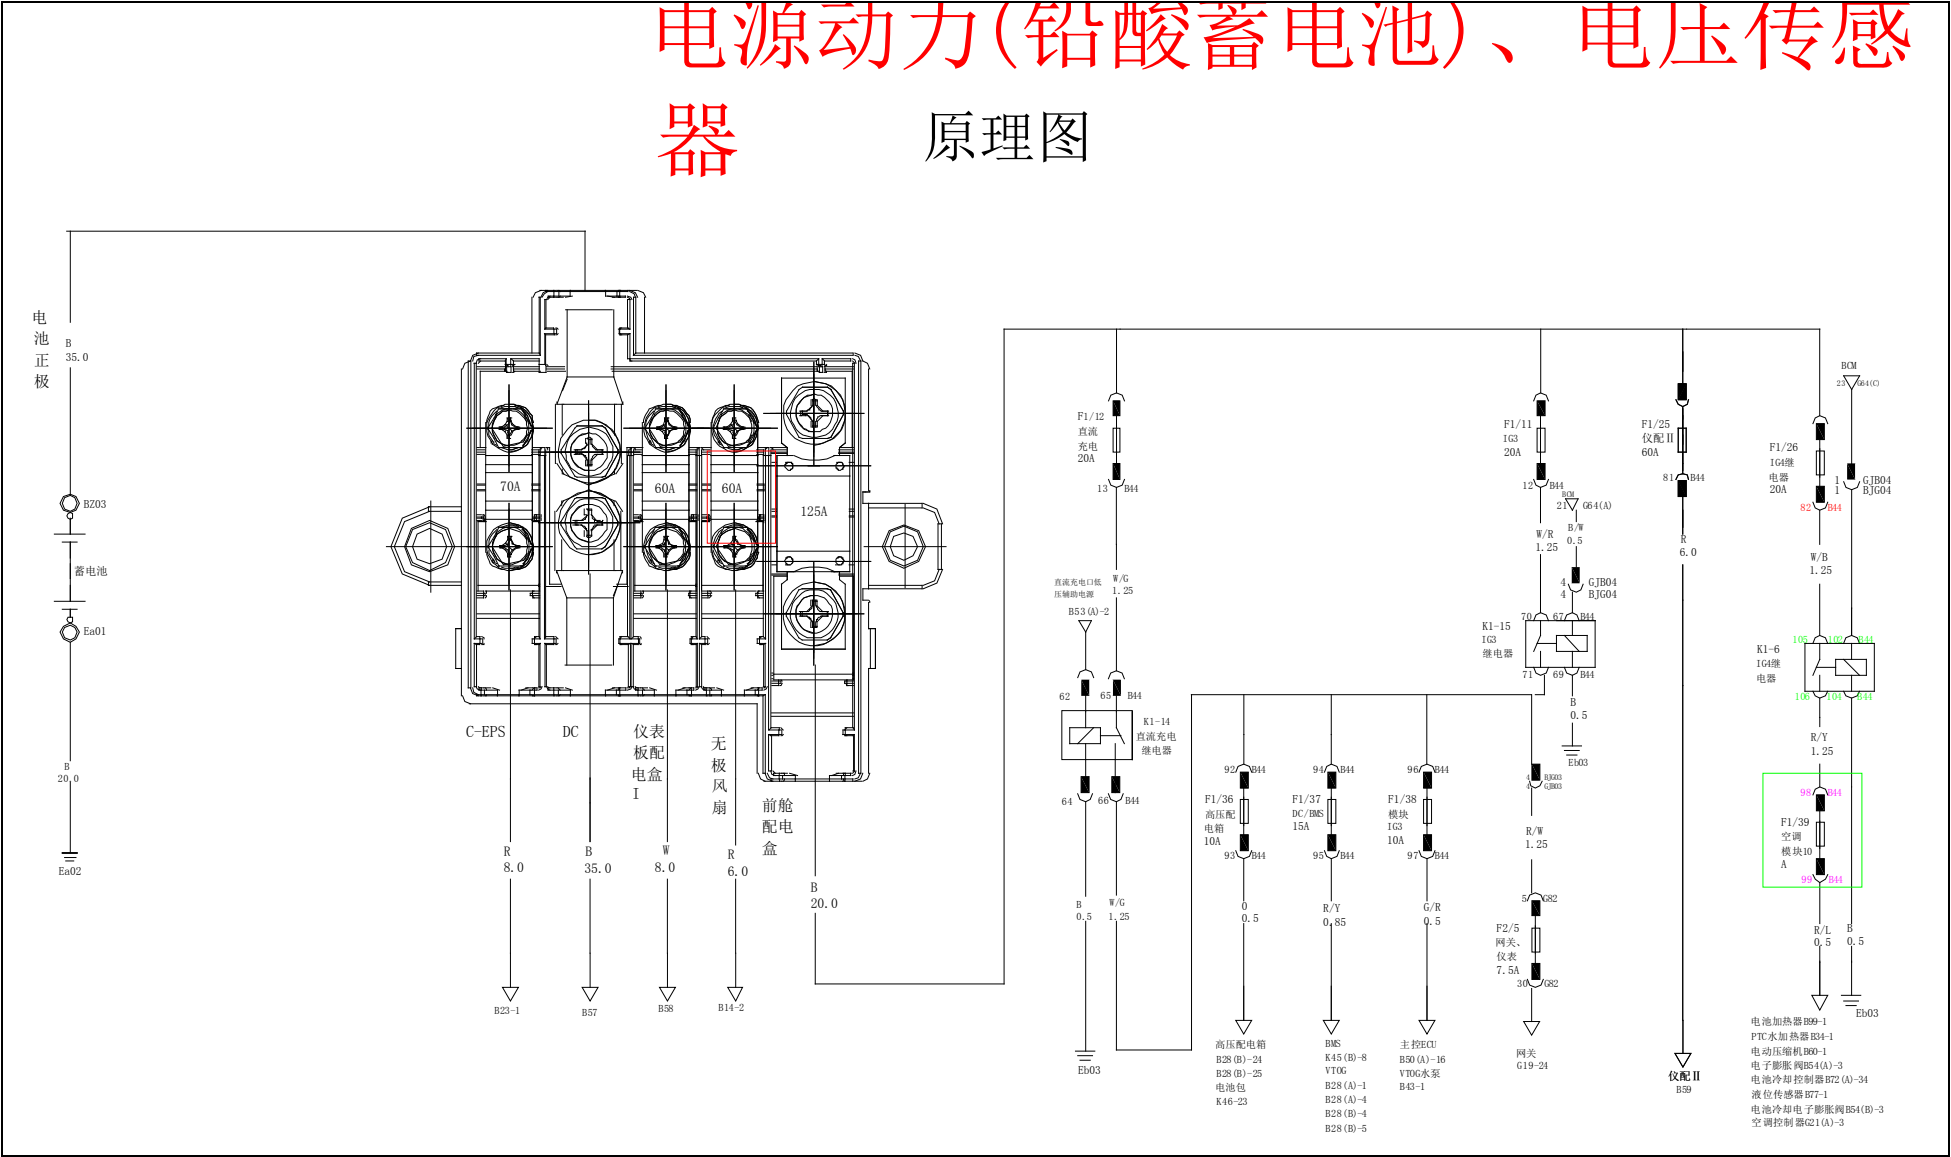 电源动力(铅酸蓄电池)、电压传感
器
原理图
电
池
正
极
B
35.0
BZ03
蓄电池
Ea01
B
20.0
Ea02
70A
60A
60A
125A
C-EPS
DC
仪表
板配
电盒
I
无
极
风
扇
前舱
配电
盒
R
8.0
B
35.0
W
8.0
R
6.0
B
20.0
B23-1
B57
B58
B14-2
F1/12
直流
充电
20A
13 B44
W/G
1.25
直流充电口低
压辅助电源
B53(A)-2
62
65 B44
K1-14
直流充电
继电器
64
66 B44
B
0.5
W/G
1.25
Eb03
F1/11
IG3
20A
12 B44
BCM
21 G64(A)
W/R
1.25
B/W
0.5
4 GJB04
4 BJG04
70 67 B44
K1-15
IG3
继电器
71 69 B44
B
0.5
Eb03
92 B44
F1/36
高压配
电箱
10A
93 B44
O
0.5
高压配电箱
B28(B)-24
B28(B)-25
电池包
K46-23
94 B44
F1/37
DC/BMS
15A
95 B44
R/Y
0.85
BMS
K45(B)-8
VTOG
B28(A)-1
B28(A)-4
B28(B)-4
B28(B)-5
96 B44
F1/38
模块
IG3
10A
97 B44
G/R
0.5
主控ECU
B50(A)-16
VTOG水泵
B43-1
4 BJG03
4 GJB03
R/W
1.25
5 G82
F2/5
网关、
仪表
7.5A
30 G82
网关
G19-24
F1/25
仪配Ⅱ
60A
81 B44
R
6.0
仪配Ⅱ
B59
F1/26
IG4继
电器
20A
82 B44
BCM
23 G64(C)
1 GJB04
1 BJG04
W/B
1.25
105 102 B44
K1-6
IG4继
电器
106 104 B44
R/Y
1.25
98 B44
F1/39
空调
模块10
A
99 B44
R/L
0.5
B
0.5
Eb03
电池加热器B99-1
PTC水加热器B34-1
电动压缩机B60-1
电子膨胀阀B54(A)-3
电池冷却控制器B72(A)-34
液位传感器B77-1
电池冷却电子膨胀阀B54(B)-3
空调控制器G21(A)-3